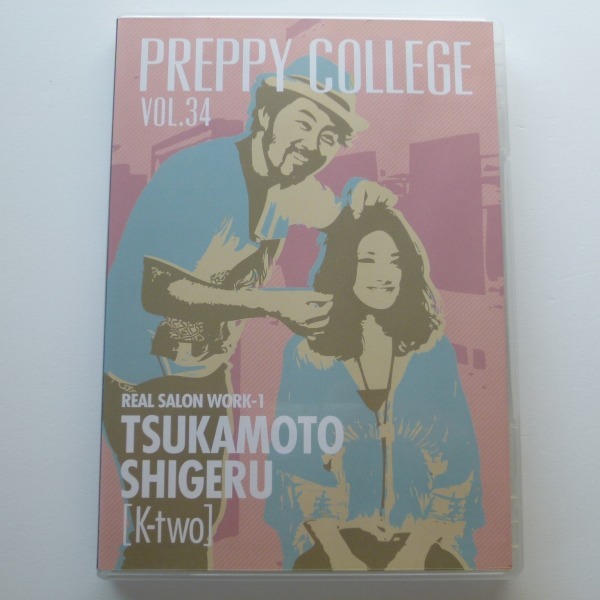 PREPPY COLLEGE
VOL.34
REAL SALON WORK-1
TSUKAMOTO
SHIGERU
[K-two]